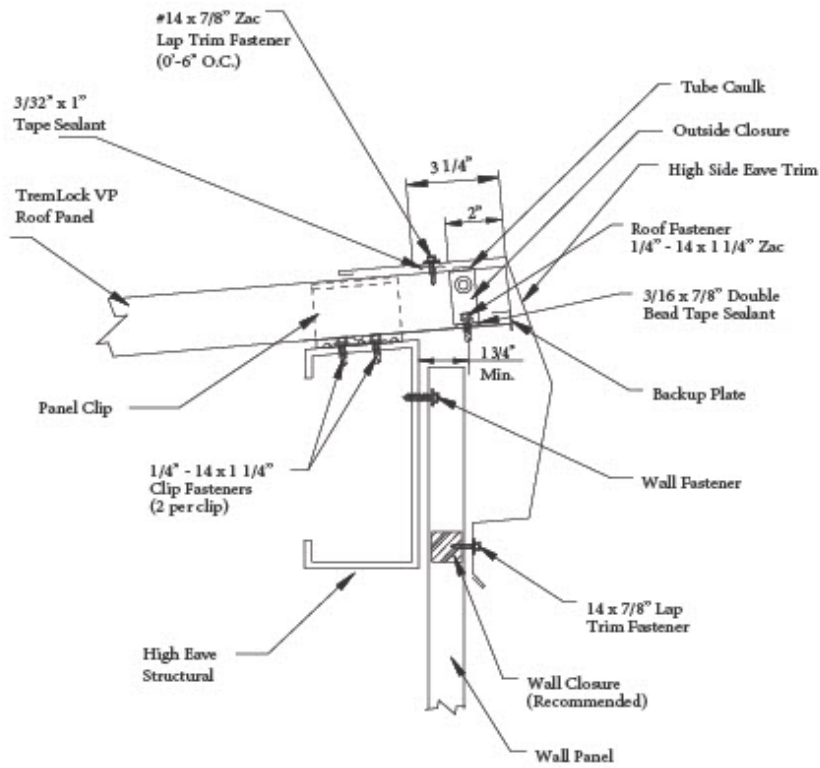 #14 x 7/8" Zac
Lap Trim Fastener
(0'-6" O.C.)
3/32" x 1"
Tape Sealant
TremLock VP
Roof Panel
Tube Caulk
Outside Closure
High Side Eave Trim
3 1/4"
2"
Roof Fastener
1/4" - 14 x 1 1/4" Zac
3/16 x 7/8" Double
Bead Tape Sealant
1 3/4"
Min.
Backup Plate
Panel Clip
1/4" - 14 x 1 1/4"
Clip Fasteners
(2 per clip)
Wall Fastener
14 x 7/8" Lap
Trim Fastener
High Eave
Structural
Wall Closure
(Recommended)
Wall Panel